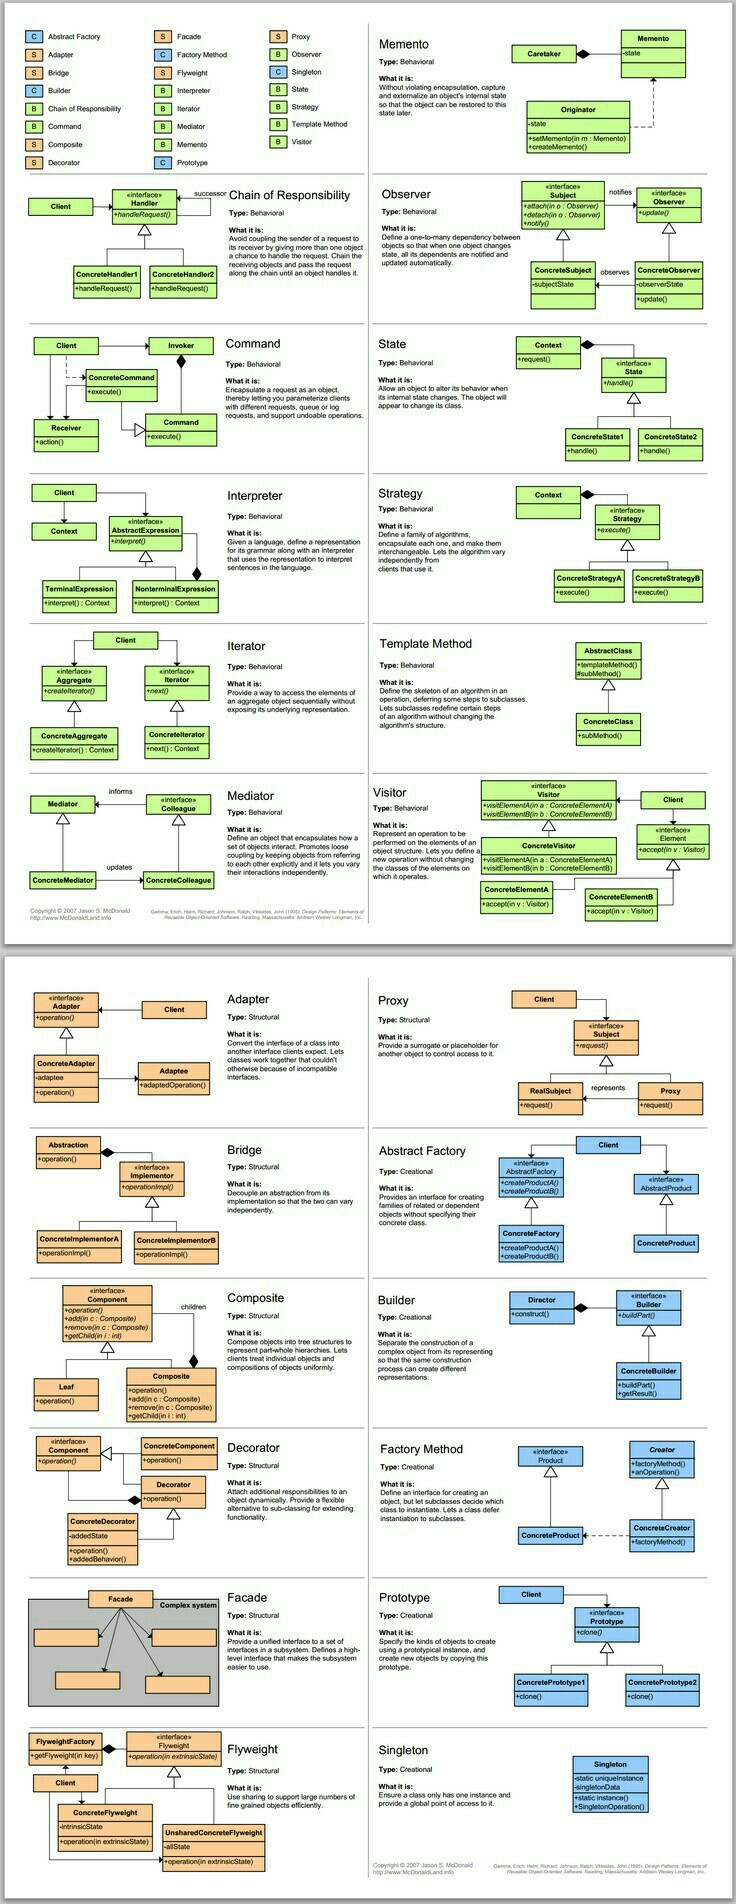 C Abstract Factory
S Adapter
S Bridge
C Builder
B Chain of Responsibility
B Command
S Composite
S Decorator
S Facade
C Factory Method
S Flyweight
B Interpreter
B Iterator
B Mediator
B Memento
C Prototype
S Proxy
B Observer
C Singleton
B State
B Strategy
B Template Method
B Visitor
Memento
Type: Behavioral
What it is:
Without violating encapsulation, capture
and externalize an object's internal state
so that the object can be restored to this
state later.
Caretaker
Memento
-state
Originator
-state
+setMemento(in m : Memento)
+createMemento()
Client
«interface»
Handler
+handleRequest()
successor
ConcreteHandler1
+handleRequest()
ConcreteHandler2
+handleRequest()
Chain of Responsibility
Type: Behavioral
What it is:
Avoid coupling the sender of a request to
its receiver by giving more than one object
a chance to handle the request. Chain the
receiving objects and pass the request
along the chain until an object handles it.
Observer
Type: Behavioral
What it is:
Define a one-to-many dependency between
objects so that when one object changes
state, all its dependents are notified and
updated automatically.
«interface»
Subject
+attach(in o : Observer)
+detach(in o : Observer)
+notify()
notifies
«interface»
Observer
+update()
ConcreteSubject
-subjectState
observes
ConcreteObserver
-observerState
+update()
Client
Invoker
ConcreteCommand
+execute()
Receiver
+action()
Command
+execute()
Command
Type: Behavioral
What it is:
Encapsulate a request as an object,
thereby letting you parameterize clients
with different requests, queue or log
requests, and support undoable operations.
State
Type: Behavioral
What it is:
Allow an object to alter its behavior when
its internal state changes. The object will
appear to change its class.
Context
+request()
«interface»
State
+handle()
ConcreteState1
+handle()
ConcreteState2
+handle()
Client
Context
«interface»
AbstractExpression
+interpret()
TerminalExpression
+interpret() : Context
NonterminalExpression
+interpret() : Context
Interpreter
Type: Behavioral
What it is:
Given a language, define a representation
for its grammar along with an interpreter
that uses the representation to interpret
sentences in the language.
Strategy
Type: Behavioral
What it is:
Define a family of algorithms,
encapsulate each one, and make them
interchangeable. Lets the algorithm vary
independently from
clients that use it.
Context
«interface»
Strategy
+execute()
ConcreteStrategyA
+execute()
ConcreteStrategyB
+execute()
Client
«interface»
Aggregate
+createIterator()
«interface»
Iterator
+next()
ConcreteAggregate
+createIterator() : Context
ConcreteIterator
+next() : Context
Iterator
Type: Behavioral
What it is:
Provide a way to access the elements of
an aggregate object sequentially without
exposing its underlying representation.
Template Method
Type: Behavioral
What it is:
Define the skeleton of an algorithm in an
operation, deferring some steps to subclasses.
Lets subclasses redefine certain steps
of an algorithm without changing the
algorithm's structure.
AbstractClass
+templateMethod()
#subMethod()
ConcreteClass
+subMethod()
Mediator
informs
«interface»
Colleague
ConcreteMediator
updates
ConcreteColleague
Mediator
Type: Behavioral
What it is:
Define an object that encapsulates how a
set of objects interact. Promotes loose
coupling by keeping objects from referring
to each other explicitly and it lets you vary
their interactions independently.
Visitor
Type: Behavioral
What it is:
Represent an operation to be
performed on the elements of an
object structure. Lets you define a
new operation without changing
the classes of the elements on
which it operates.
«interface»
Visitor
+visitElementA(in a : ConcreteElementA)
+visitElementB(in b : ConcreteElementB)
Client
«interface»
Element
+accept(in v : Visitor)
ConcreteVisitor
+visitElementA(in a : ConcreteElementA)
+visitElementB(in b : ConcreteElementB)
ConcreteElementA
+accept(in v : Visitor)
ConcreteElementB
+accept(in v : Visitor)
Copyright © 2007 Jason S. McDonald
http://www.McDonaldLand.info
Gamma, Erich; Helm, Richard; Johnson, Ralph; Vlissides, John (1995). Design Patterns: Elements of
Reusable Object-Oriented Software. Reading, Massachusetts: Addison Wesley Longman, Inc..
«interface»
Adapter
+operation()
Client
ConcreteAdapter
-adaptee
+operation()
Adaptee
+adaptedOperation()
Adapter
Type: Structural
What it is:
Convert the interface of a class into
another interface clients expect. Lets
classes work together that couldn't
otherwise because of incompatible
interfaces.
Proxy
Type: Structural
What it is:
Provide a surrogate or placeholder for
another object to control access to it.
Client
«interface»
Subject
+request()
RealSubject
+request()
represents
Proxy
+request()
Abstraction
+operation()
«interface»
Implementor
+operationImpl()
ConcreteImplementorA
+operationImpl()
ConcreteImplementorB
+operationImpl()
Bridge
Type: Structural
What it is:
Decouple an abstraction from its
implementation so that the two can vary
independently.
Abstract Factory
Type: Creational
What it is:
Provides an interface for creating
families of related or dependent
objects without specifying their
concrete class.
Client
«interface»
AbstractFactory
+createProductA()
+createProductB()
«interface»
AbstractProduct
ConcreteFactory
+createProductA()
+createProductB()
ConcreteProduct
«interface»
Component
+operation()
+add(in c : Composite)
+remove(in c : Composite)
+getChild(in i : int)
children
Leaf
+operation()
Composite
+operation()
+add(in c : Composite)
+remove(in c : Composite)
+getChild(in i : int)
Composite
Type: Structural
What it is:
Compose objects into tree structures to
represent part-whole hierarchies. Lets
clients treat individual objects and
compositions of objects uniformly.
Builder
Type: Creational
What it is:
Separate the construction of a
complex object from its representing
so that the same construction
process can create different
representations.
Director
+construct()
«interface»
Builder
+buildPart()
ConcreteBuilder
+buildPart()
+getResult()
«interface»
Component
+operation()
ConcreteComponent
+operation()
Decorator
+operation()
ConcreteDecorator
-addedState
+operation()
+addedBehavior()
Decorator
Type: Structural
What it is:
Attach additional responsibilities to an
object dynamically. Provide a flexible
alternative to sub-classing for extending
functionality.
Factory Method
Type: Creational
What it is:
Define an interface for creating an
object, but let subclasses decide which
class to instantiate. Lets a class defer
instantiation to subclasses.
«interface»
Product
Creator
+factoryMethod()
+anOperation()
ConcreteProduct
ConcreteCreator
+factoryMethod()
Facade
Complex system
Facade
Type: Structural
What it is:
Provide a unified interface to a set of
interfaces in a subsystem. Defines a high-
level interface that makes the subsystem
easier to use.
Prototype
Type: Creational
What it is:
Specify the kinds of objects to create
using a prototypical instance, and
create new objects by copying this
prototype.
Client
«interface»
Prototype
+clone()
ConcretePrototype1
+clone()
ConcretePrototype2
+clone()
FlyweightFactory
+getFlyweight(in key)
«interface»
Flyweight
+operation(in extrinsicState)
Client
ConcreteFlyweight
-intrinsicState
+operation(in extrinsicState)
UnsharedConcreteFlyweight
-allState
+operation(in extrinsicState)
Flyweight
Type: Structural
What it is:
Use sharing to support large numbers of
fine grained objects efficiently.
Singleton
Type: Creational
What it is:
Ensure a class only has one instance and
provide a global point of access to it.
Singleton
-static uniqueInstance
-singletonData
+static instance()
+SingletonOperation()
Copyright © 2007 Jason S. McDonald
http://www.McDonaldLand.info
Gamma, Erich; Helm, Richard; Johnson, Ralph; Vlissides, John (1995). Design Patterns: Elements of
Reusable Object-Oriented Software. Reading, Massachusetts: Addison Wesley Longman, Inc..